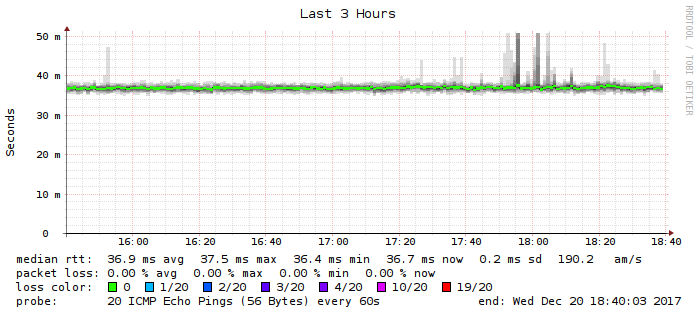 Last 3 Hours
RRDTOOL / TOBI OETIKER
Seconds
50 m
40 m
30 m
20 m
10 m
0
16:00 16:20 16:40 17:00 17:20 17:40 18:00 18:20 18:40
median rtt: 36.9 ms avg 37.5 ms max 36.4 ms min 36.7 ms now 0.2 ms sd 190.2 am/s
packet loss: 0.00 % avg 0.00 % max 0.00 % min 0.00 % now
loss color: 0 1/20 2/20 3/20 4/20 10/20 19/20
probe: 20 ICMP Echo Pings (56 Bytes) every 60s end: Wed Dec 20 18:40:03 2017